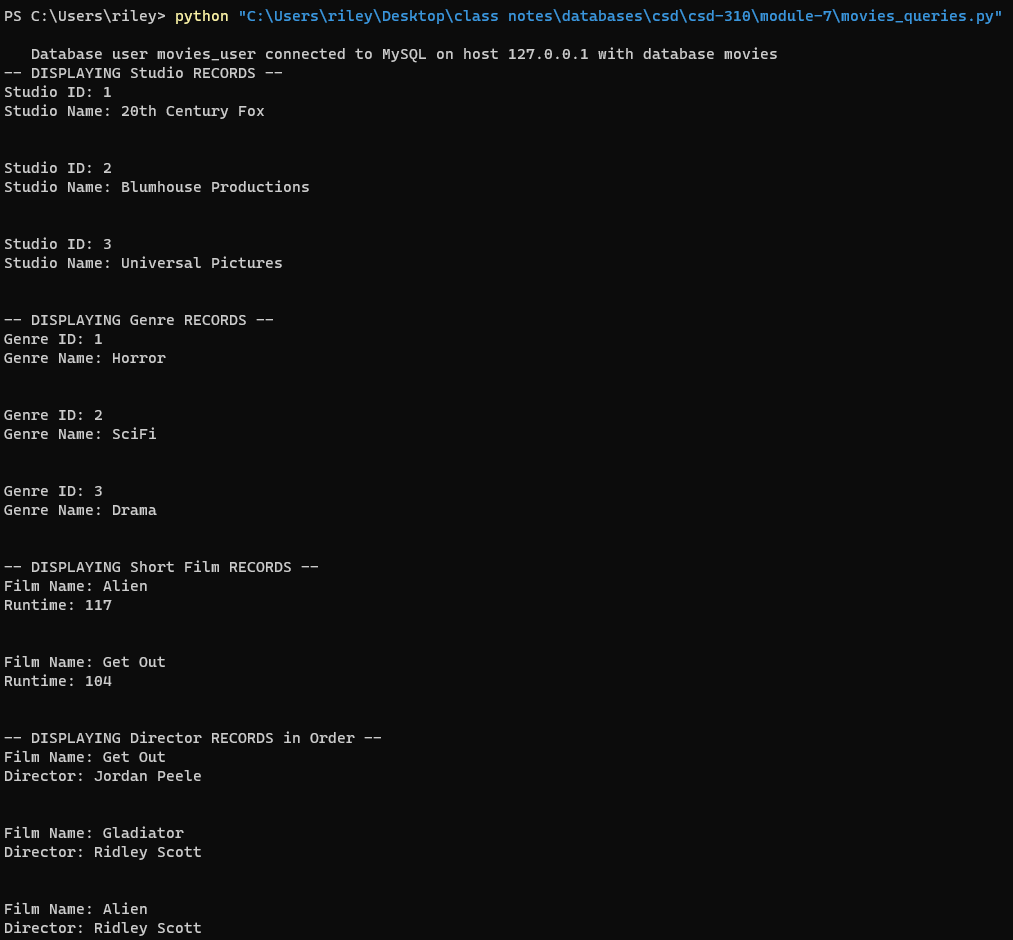 PS C:\Users\riley> python "C:\Users\riley\Desktop\class notes\databases\csd\csd-310\module-7\movies_queries.py"
Database user movies_user connected to MySQL on host 127.0.0.1 with database movies
-- DISPLAYING Studio RECORDS --
Studio ID: 1
Studio Name: 20th Century Fox
Studio ID: 2
Studio Name: Blumhouse Productions
Studio ID: 3
Studio Name: Universal Pictures
-- DISPLAYING Genre RECORDS --
Genre ID: 1
Genre Name: Horror
Genre ID: 2
Genre Name: SciFi
Genre ID: 3
Genre Name: Drama
-- DISPLAYING Short Film RECORDS --
Film Name: Alien
Runtime: 117
Film Name: Get Out
Runtime: 104
-- DISPLAYING Director RECORDS in Order --
Film Name: Get Out
Director: Jordan Peele
Film Name: Gladiator
Director: Ridley Scott
Film Name: Alien
Director: Ridley Scott